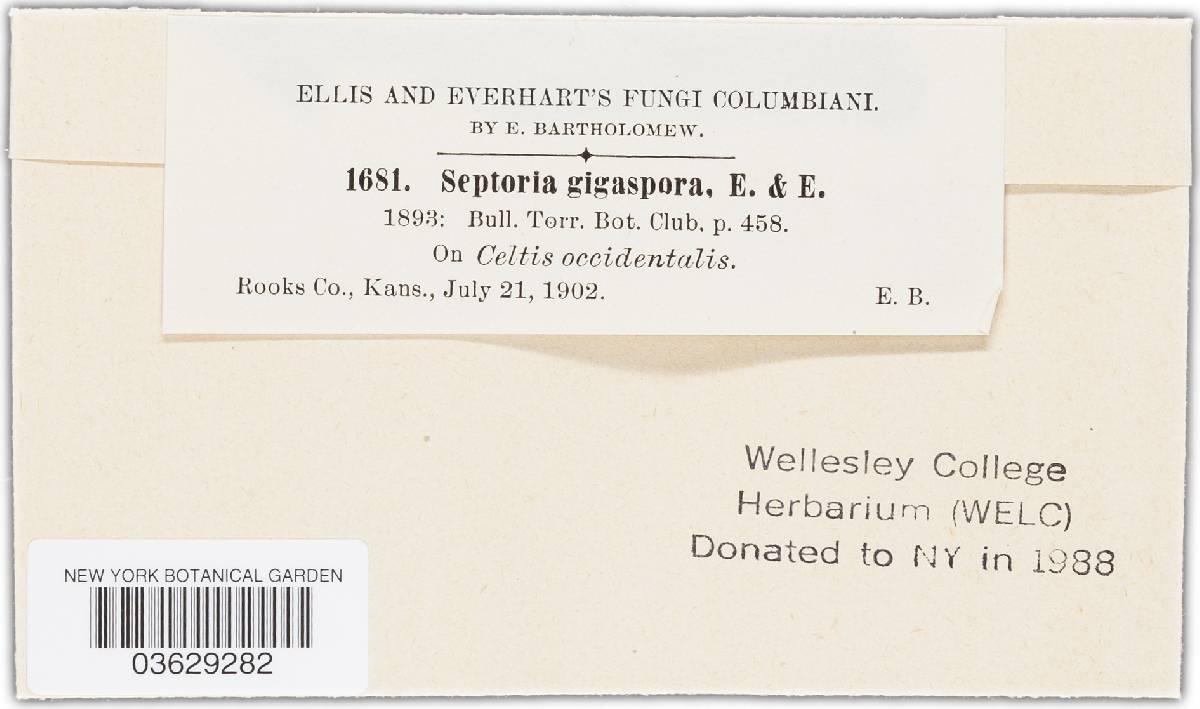 ELLIS AND EVERHART'S FUNGI COLUMBIANI.
BY E. BARTHOLOMEW.
1681. Septoria gigaspora, E. & E.
1893: Bull. Torr. Bot. Club, p. 458.
On Celtis occidentalis.
Rooks Co., Kans., July 21, 1902. E. B.
Wellesley College
Herbarium (WELC)
Donated to NY in 1988
NEW YORK BOTANICAL GARDEN
03629282